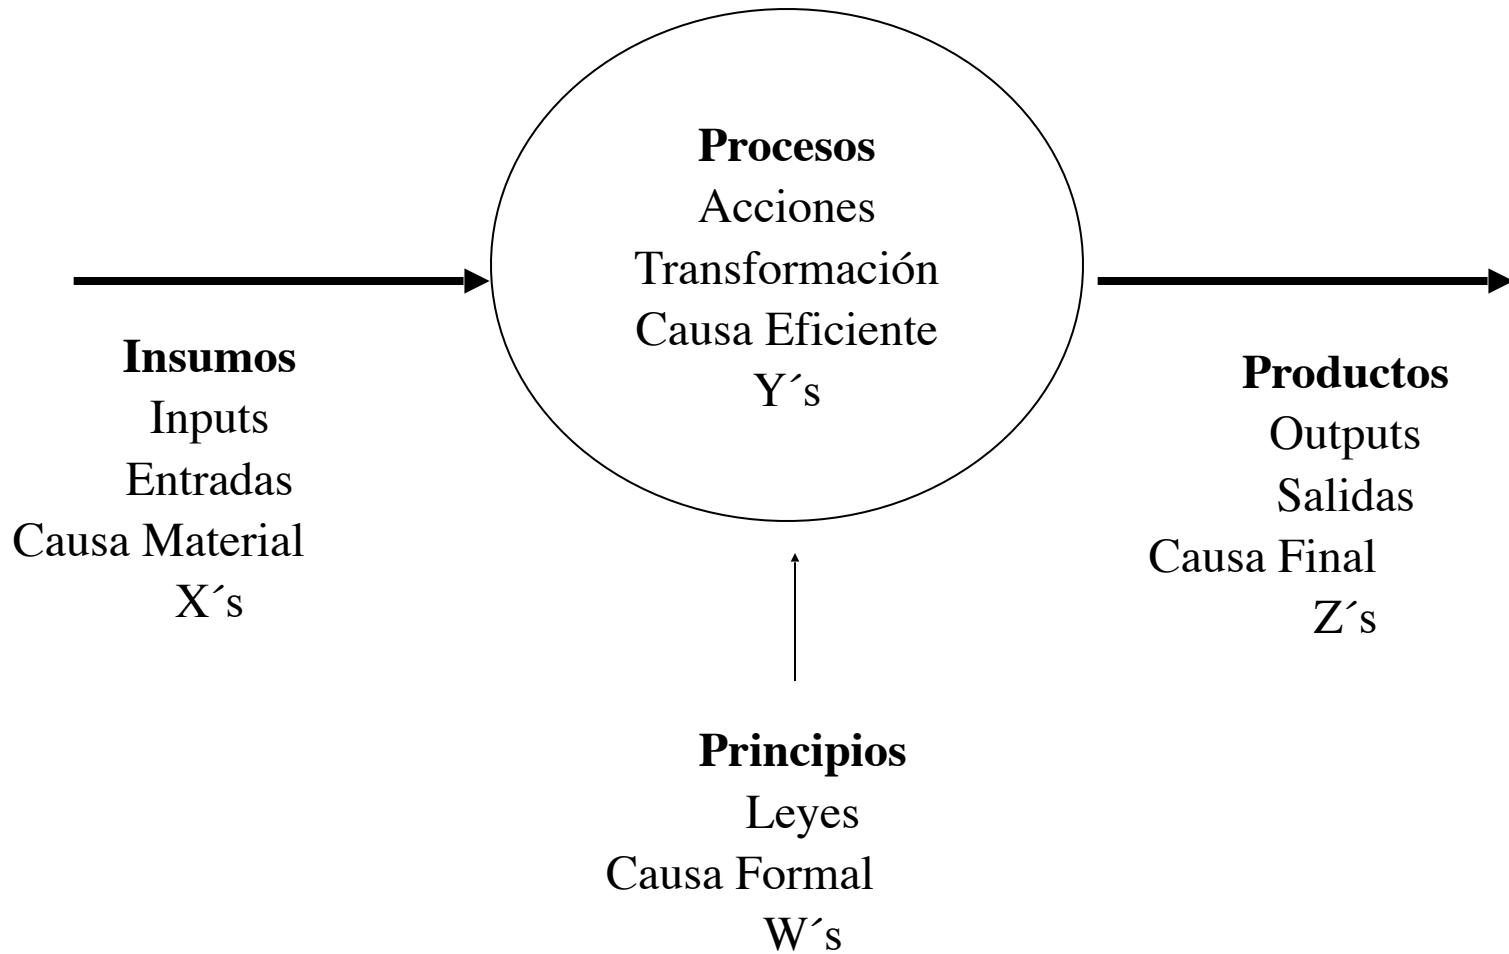 Procesos
Acciones
Transformación
Causa Eficiente
Y´s
Insumos
Inputs
Entradas
Causa Material
X´s
Productos
Outputs
Salidas
Causa Final
Z´s
Principios
Leyes
Causa Formal
W´s